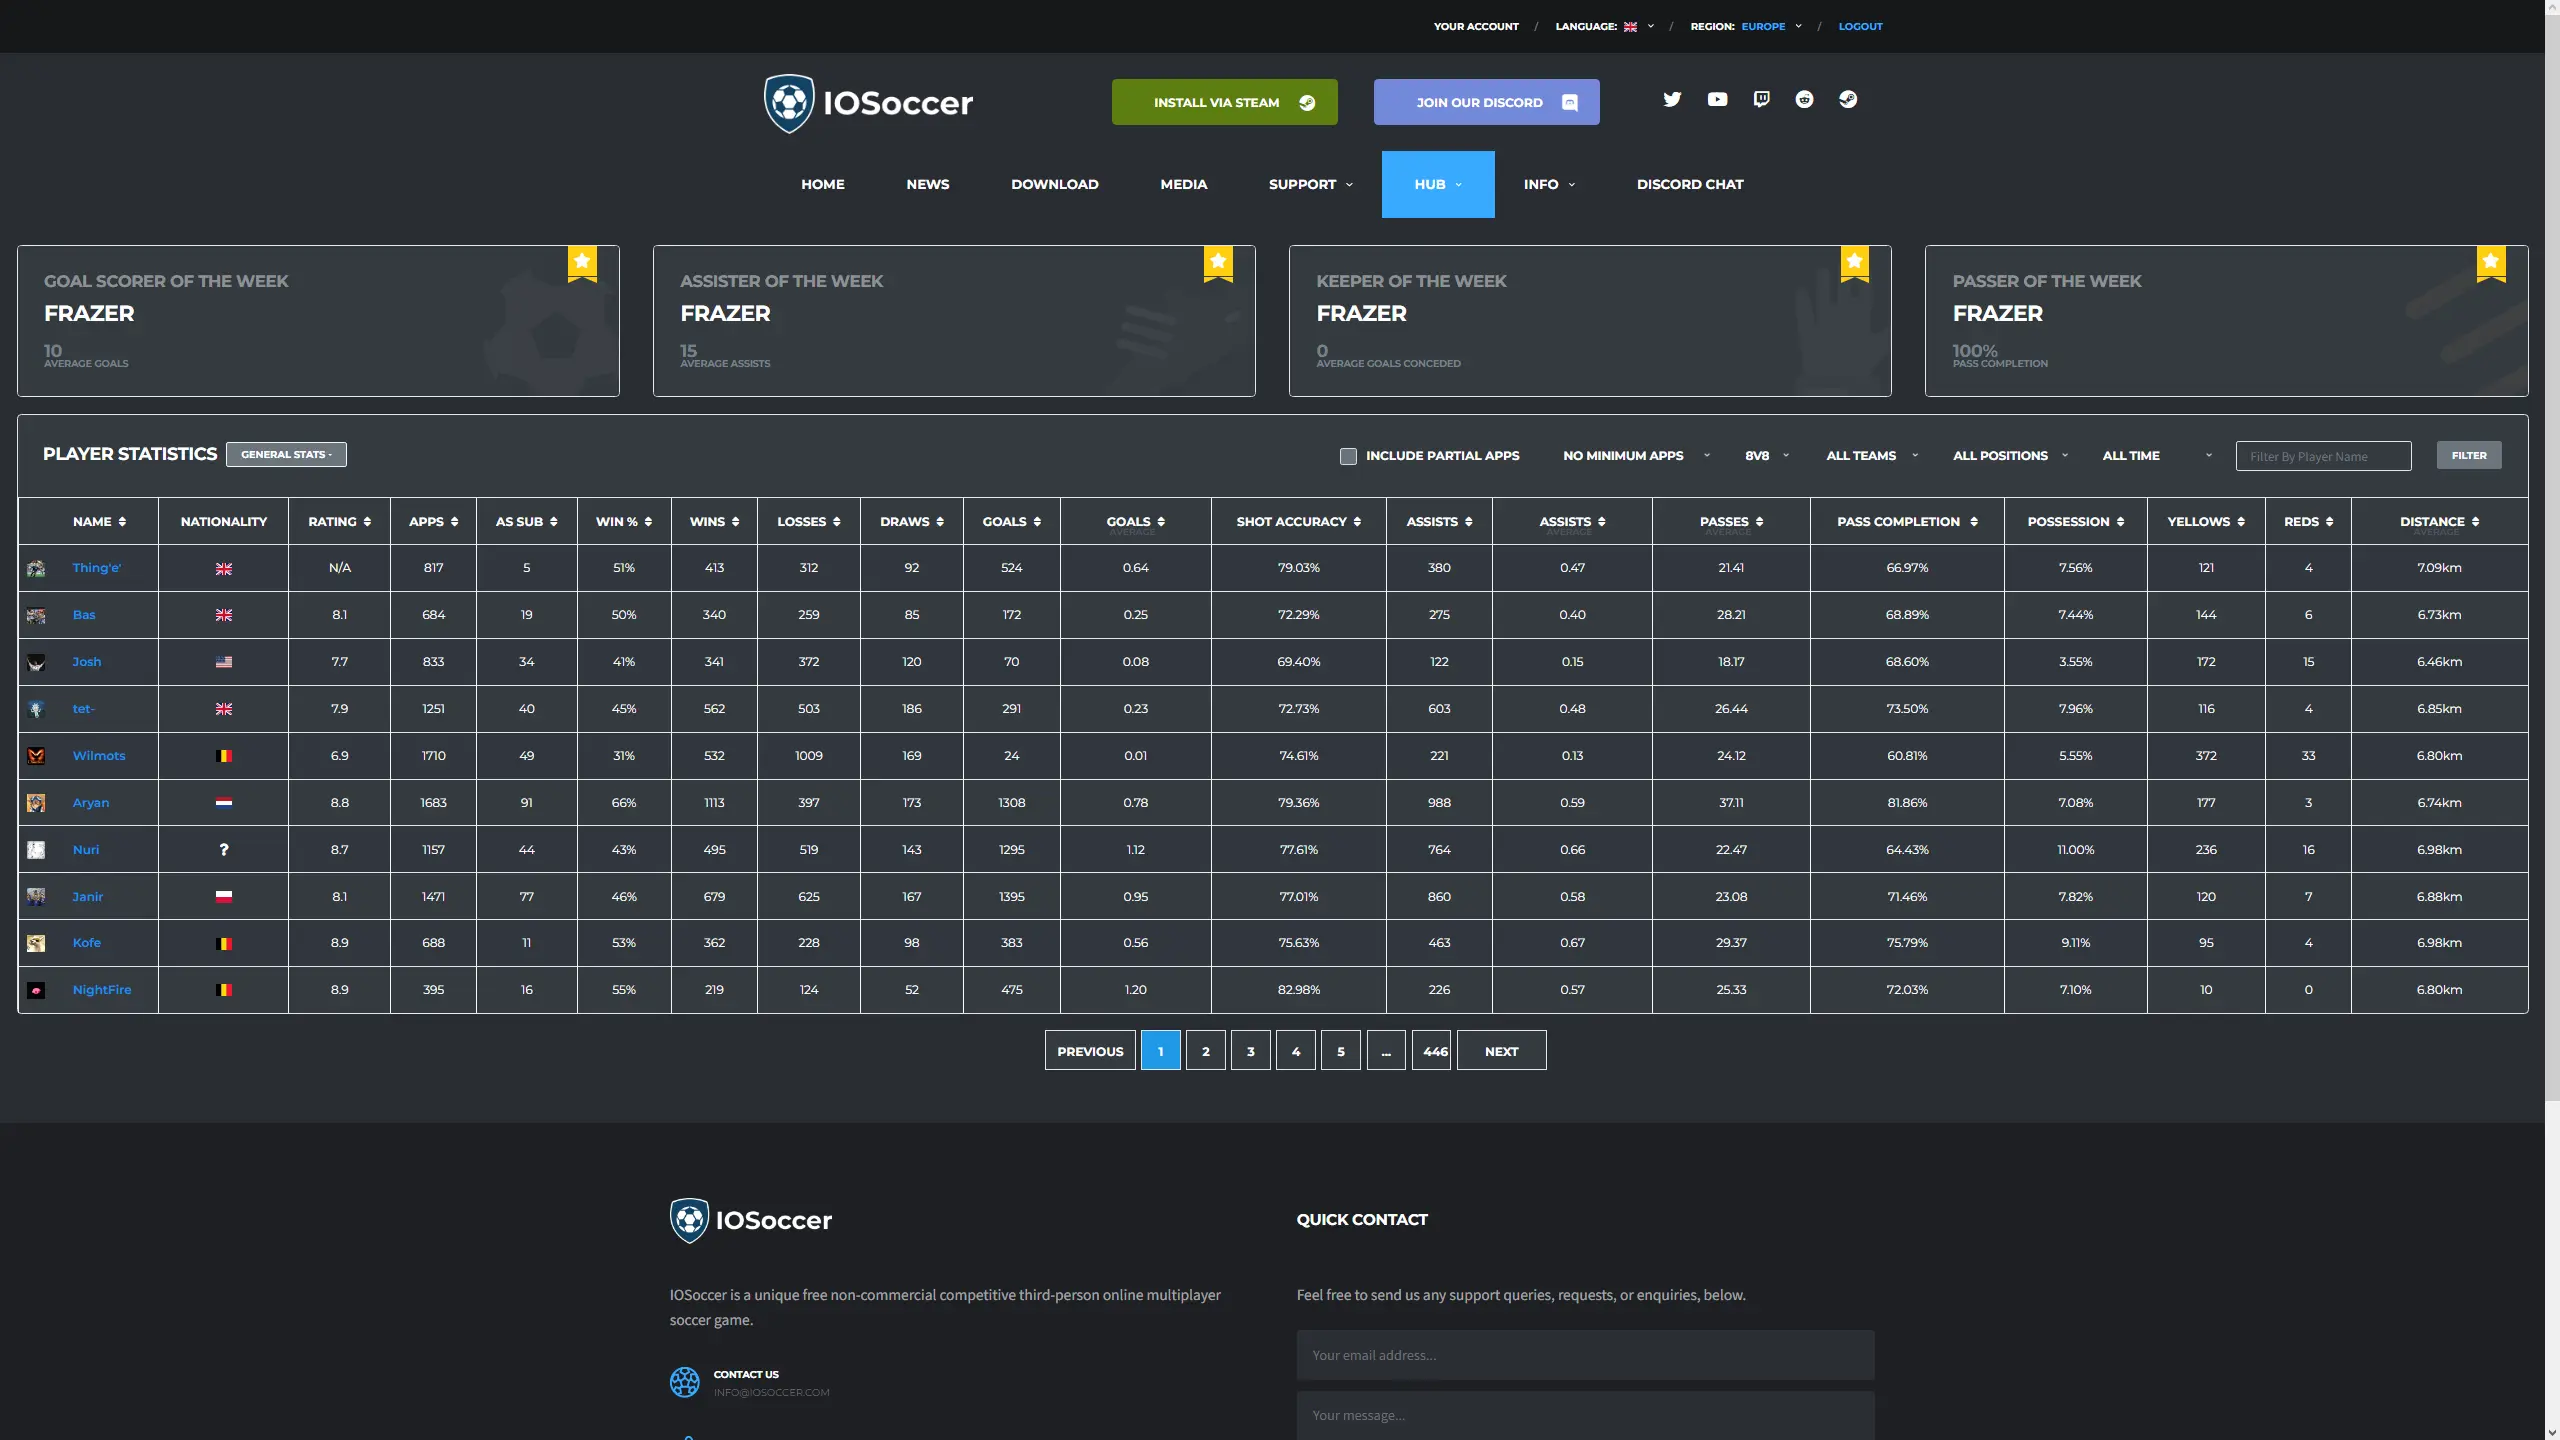 YOUR ACCOUNT / LANGUAGE: / REGION: EUROPE / LOGOUT
IOSoccer
INSTALL VIA STEAM
JOIN OUR DISCORD
HOME NEWS DOWNLOAD MEDIA SUPPORT HUB INFO DISCORD CHAT
GOAL SCORER OF THE WEEK
FRAZER
10
AVERAGE GOALS
ASSISTER OF THE WEEK
FRAZER
15
AVERAGE ASSISTS
KEEPER OF THE WEEK
FRAZER
0
AVERAGE GOALS CONCEDED
PASSER OF THE WEEK
FRAZER
100%
PASS COMPLETION
PLAYER STATISTICS GENERAL STATS - INCLUDE PARTIAL APPS NO MINIMUM APPS 8V8 ALL TEAMS ALL POSITIONS ALL TIME Filter By Player Name FILTER
NAME NATIONALITY RATING APPS AS SUB WIN % WINS LOSSES DRAWS GOALS GOALS SHOT ACCURACY ASSISTS ASSISTS PASSES PASS COMPLETION POSSESSION YELLOWS REDS DISTANCE
AVERAGE AVERAGE AVERAGE AVERAGE
Thing'e' N/A 817 5 51% 413 312 92 524 0.64 79.03% 380 0.47 21.41 66.97% 7.56% 121 4 7.09km
Bas 8.1 684 19 50% 340 259 85 172 0.25 72.29% 275 0.40 28.21 68.89% 7.44% 144 6 6.73km
Josh 7.7 833 34 41% 341 372 120 70 0.08 69.40% 122 0.15 18.17 68.60% 3.55% 172 15 6.46km
tet- 7.9 1251 40 45% 562 503 186 291 0.23 72.73% 603 0.48 26.44 73.50% 7.96% 116 4 6.85km
Wilmots 6.9 1710 49 31% 532 1009 169 24 0.01 74.61% 221 0.13 24.12 60.81% 5.55% 372 33 6.80km
Aryan 8.8 1683 91 66% 1113 397 173 1308 0.78 79.36% 988 0.59 37.11 81.86% 7.08% 177 3 6.74km
Nuri ? 8.7 1157 44 43% 495 519 143 1295 1.12 77.61% 764 0.66 22.47 64.43% 11.00% 236 16 6.98km
Janir 8.1 1471 77 46% 679 625 167 1395 0.95 77.01% 860 0.58 23.08 71.46% 7.82% 120 7 6.88km
Kofe 8.9 688 11 53% 362 228 98 383 0.56 75.63% 463 0.67 29.37 75.79% 9.11% 95 4 6.98km
NightFire 8.9 395 16 55% 219 124 52 475 1.20 82.98% 226 0.57 25.33 72.03% 7.10% 10 0 6.80km
PREVIOUS 1 2 3 4 5 ... 446 NEXT
IOSoccer
IOSoccer is a unique free non-commercial competitive third-person online multiplayer
soccer game.
CONTACT US
INFO@IOSOCCER.COM
QUICK CONTACT
Feel free to send us any support queries, requests, or enquiries, below.
Your email address...
Your message...